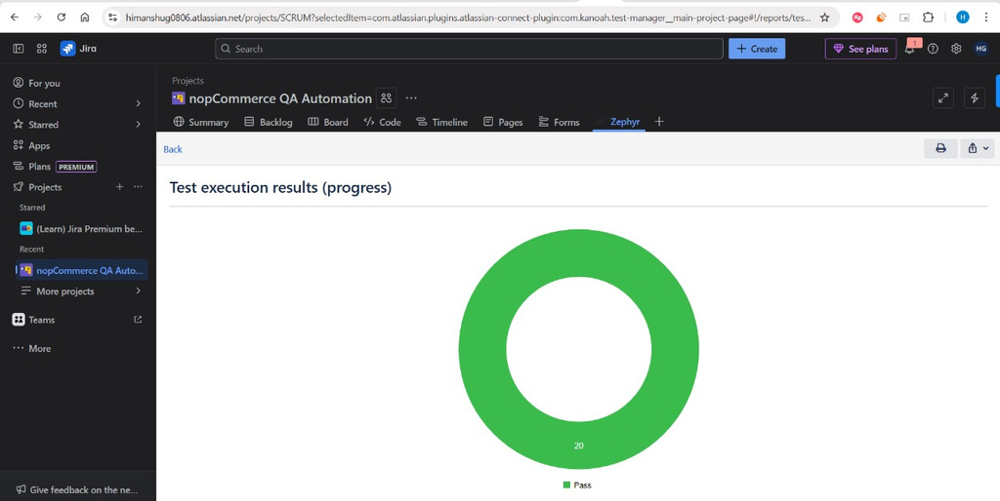 himanshug0806.atlassian.net/projects/SCRUM?selectedItem=com.atlassian.plugins.atlassian-connect-plugin:com.kanoah.test-manager__main-project-page#!/reports/tes...
H
Jira
Search
+ Create
See plans
1
HG
For you
Recent
Starred
Apps
Plans PREMIUM
Projects
Starred
(Learn) Jira Premium be...
Recent
nopCommerce QA Auto...
More projects
Teams
More
Give feedback on the ne...
Projects
nopCommerce QA Automation
Summary Backlog Board Code Timeline Pages Forms Zephyr
Back
Test execution results (progress)
20
Pass